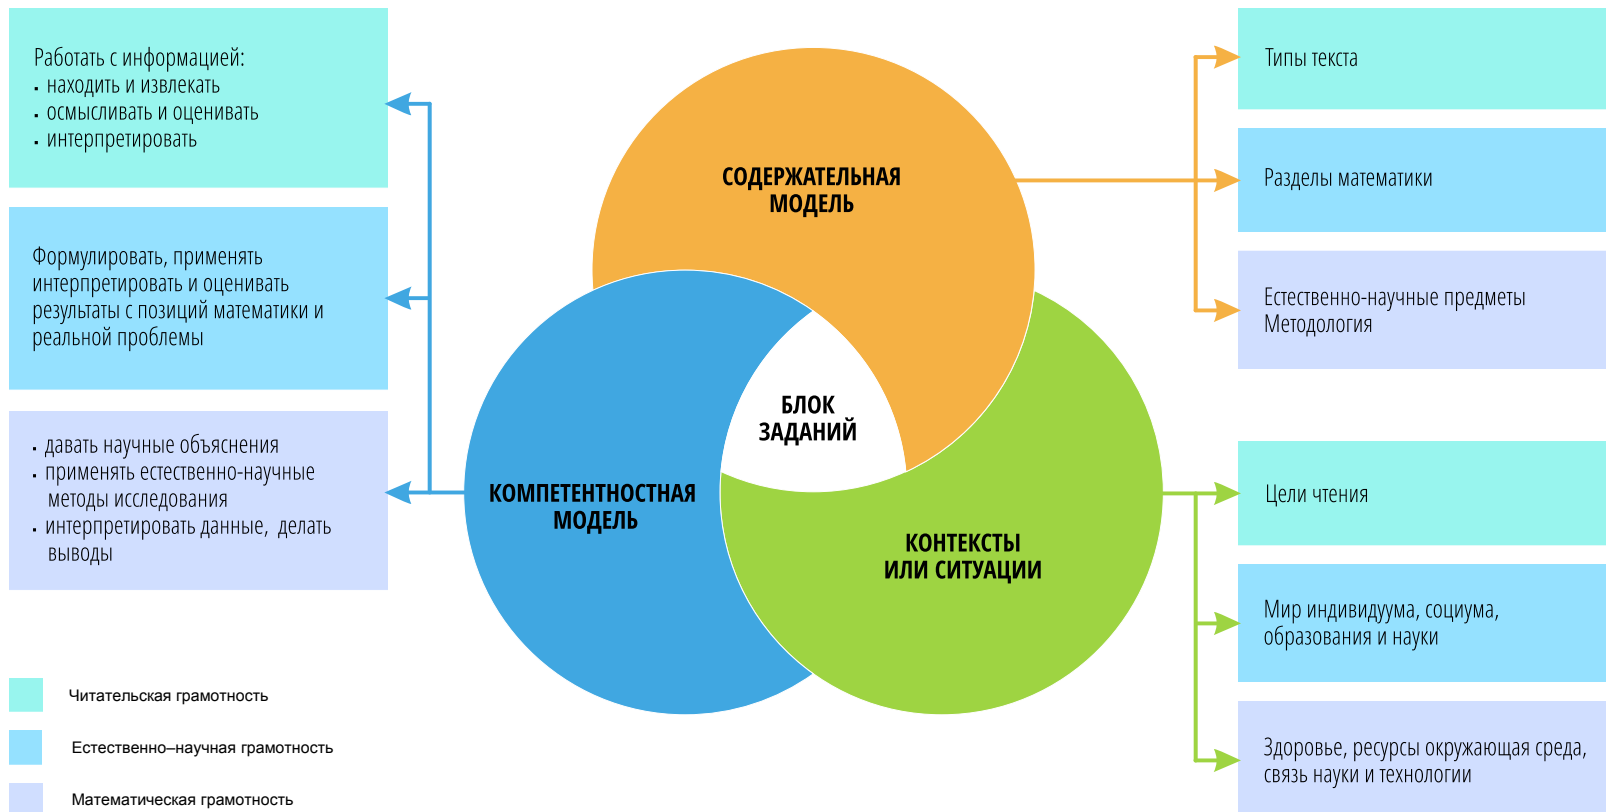 Работать с информацией:
• находить и извлекать
• осмысливать и оценивать
• интерпретировать
Формулировать, применять
интерпретировать и оценивать
результаты с позиций математики и
реальной проблемы
• давать научные объяснения
• применять естественно-научные
методы исследования
• интерпретировать данные, делать
выводы
Читательская грамотность
Естественно–научная грамотность
Математическая грамотность
СОДЕРЖАТЕЛЬНАЯ
МОДЕЛЬ
БЛОК
ЗАДАНИЙ
КОМПЕТЕНТНОСТНАЯ
МОДЕЛЬ
КОНТЕКСТЫ
ИЛИ СИТУАЦИИ
Типы текста
Разделы математики
Естественно-научные предметы
Методология
Цели чтения
Мир индивидуума, социума,
образования и науки
Здоровье, ресурсы окружающая среда,
связь науки и технологии